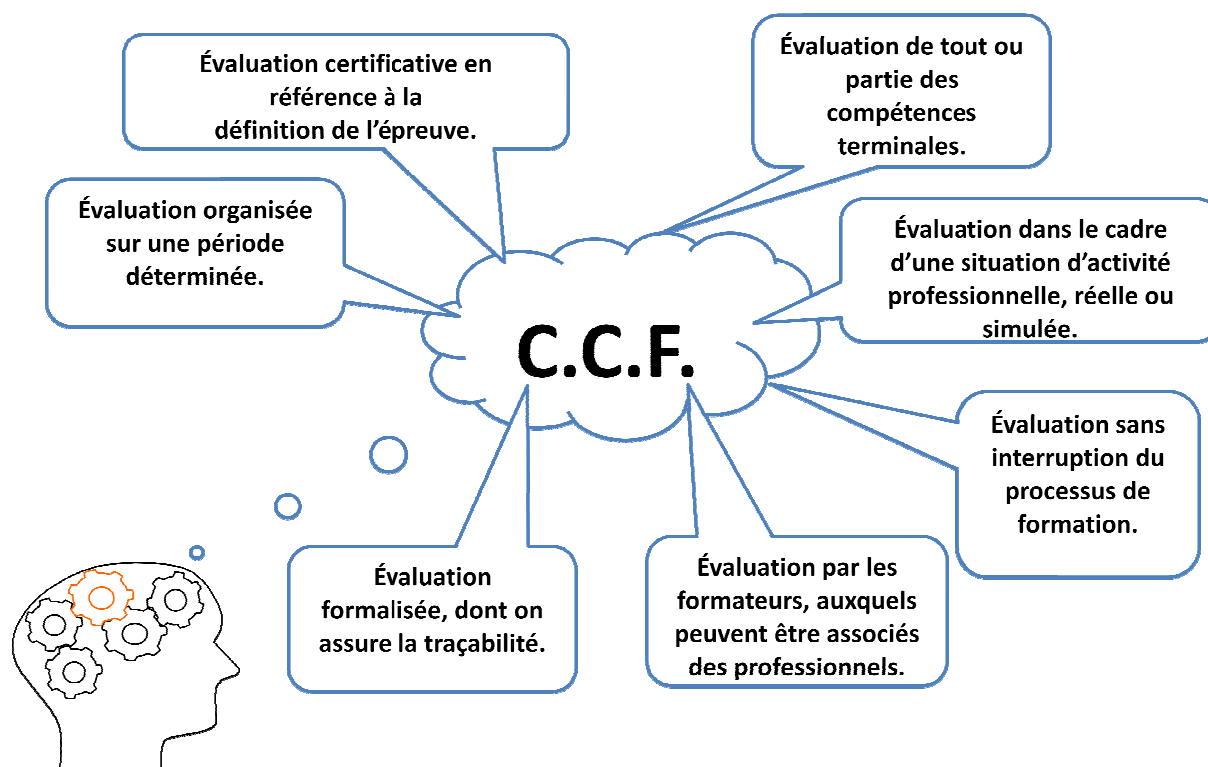 Évaluation certificative en
référence à la
définition de l'épreuve.
Évaluation de tout ou
partie des
compétences
terminales.
Évaluation organisée
sur une période
déterminée.
Évaluation dans le cadre
d'une situation d'activité
professionnelle, réelle ou
simulée.
C.C.F.
Évaluation sans
interruption du
processus de
formation.
Évaluation
formalisée, dont on
assure la traçabilité.
Évaluation par les
formateurs, auxquels
peuvent être associés
des professionnels.